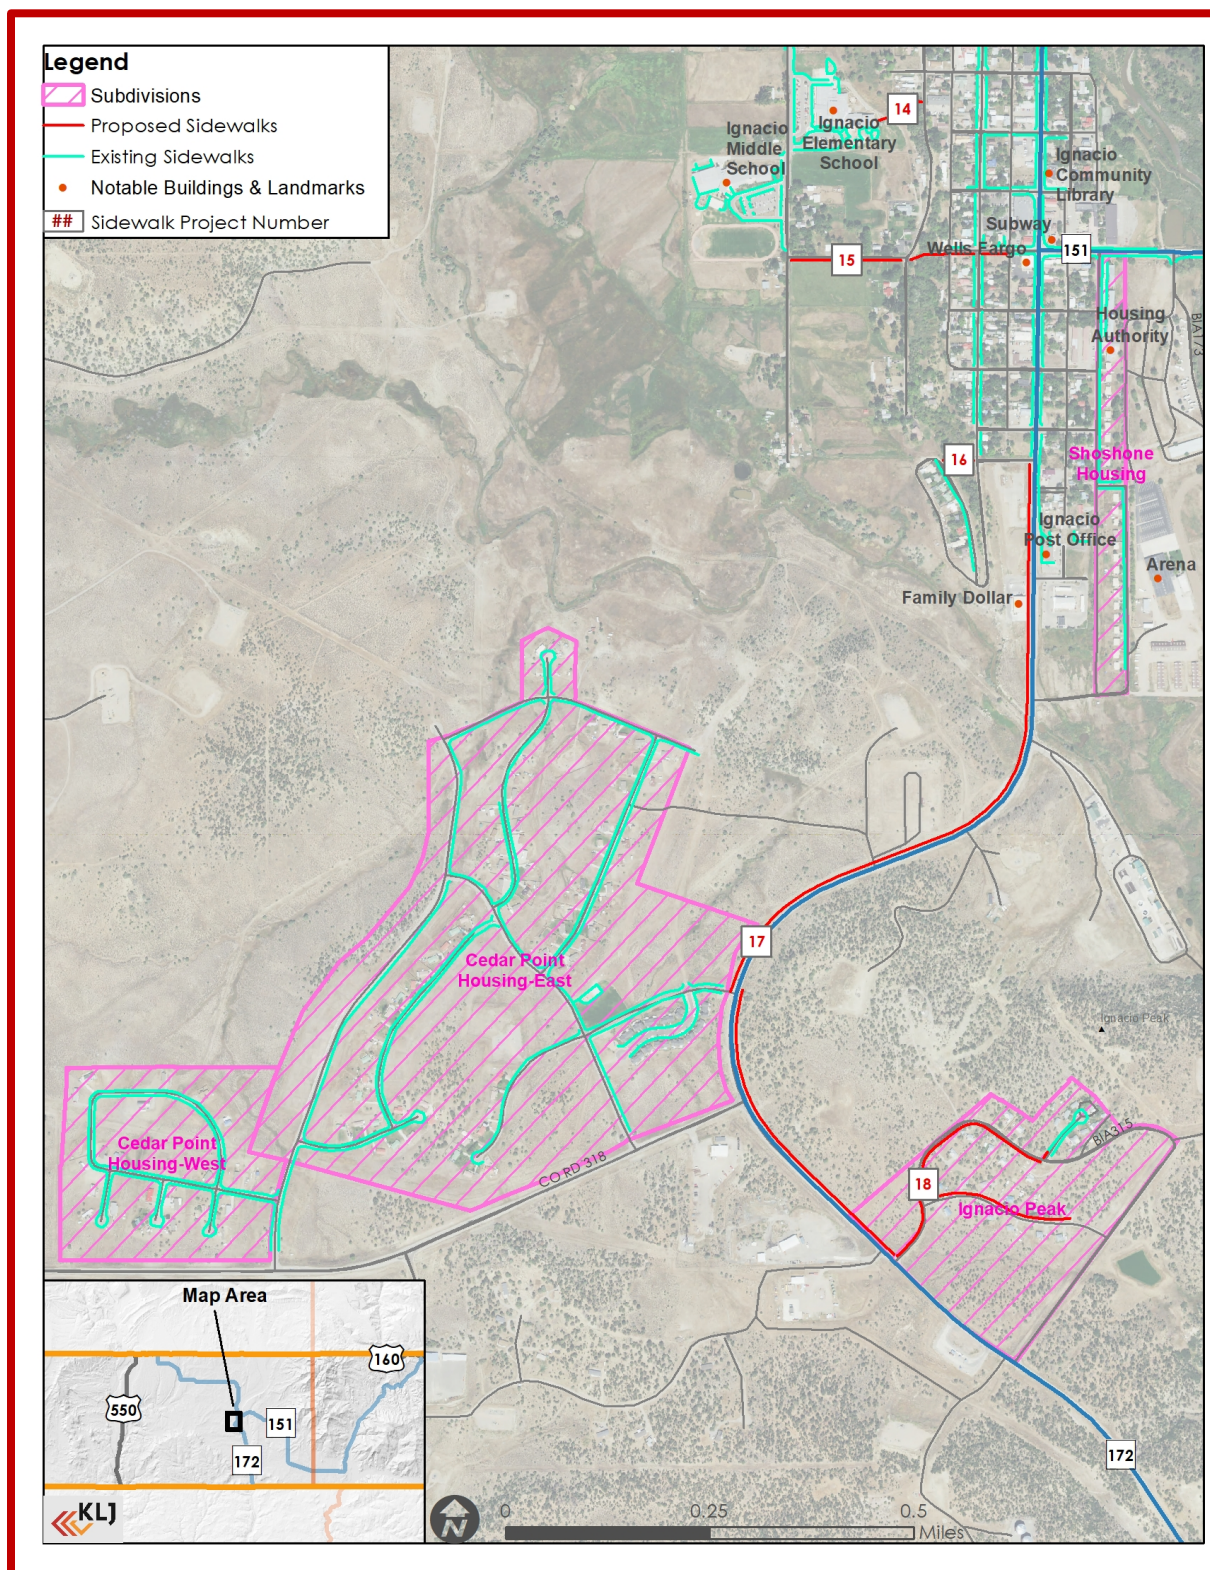 Legend
Subdivisions
Proposed Sidewalks
Existing Sidewalks
Notable Buildings & Landmarks
## Sidewalk Project Number
14
Ignacio
Elementary
School
Ignacio
Middle
School
Ignacio
Community
Library
Subway
Wells Fargo
151
15
BIA173
Housing
Authority
Shoshone
Housing
16
Ignacio
Post Office
Arena
Family Dollar
17
Cedar Point
Housing-East
Ignacio Peak
Cedar Point
Housing-West
CO RD 318
BIA315
18
Ignacio Peak
172
Map Area
160
550
151
172
KLJ
N
0 0.25 0.5
Miles